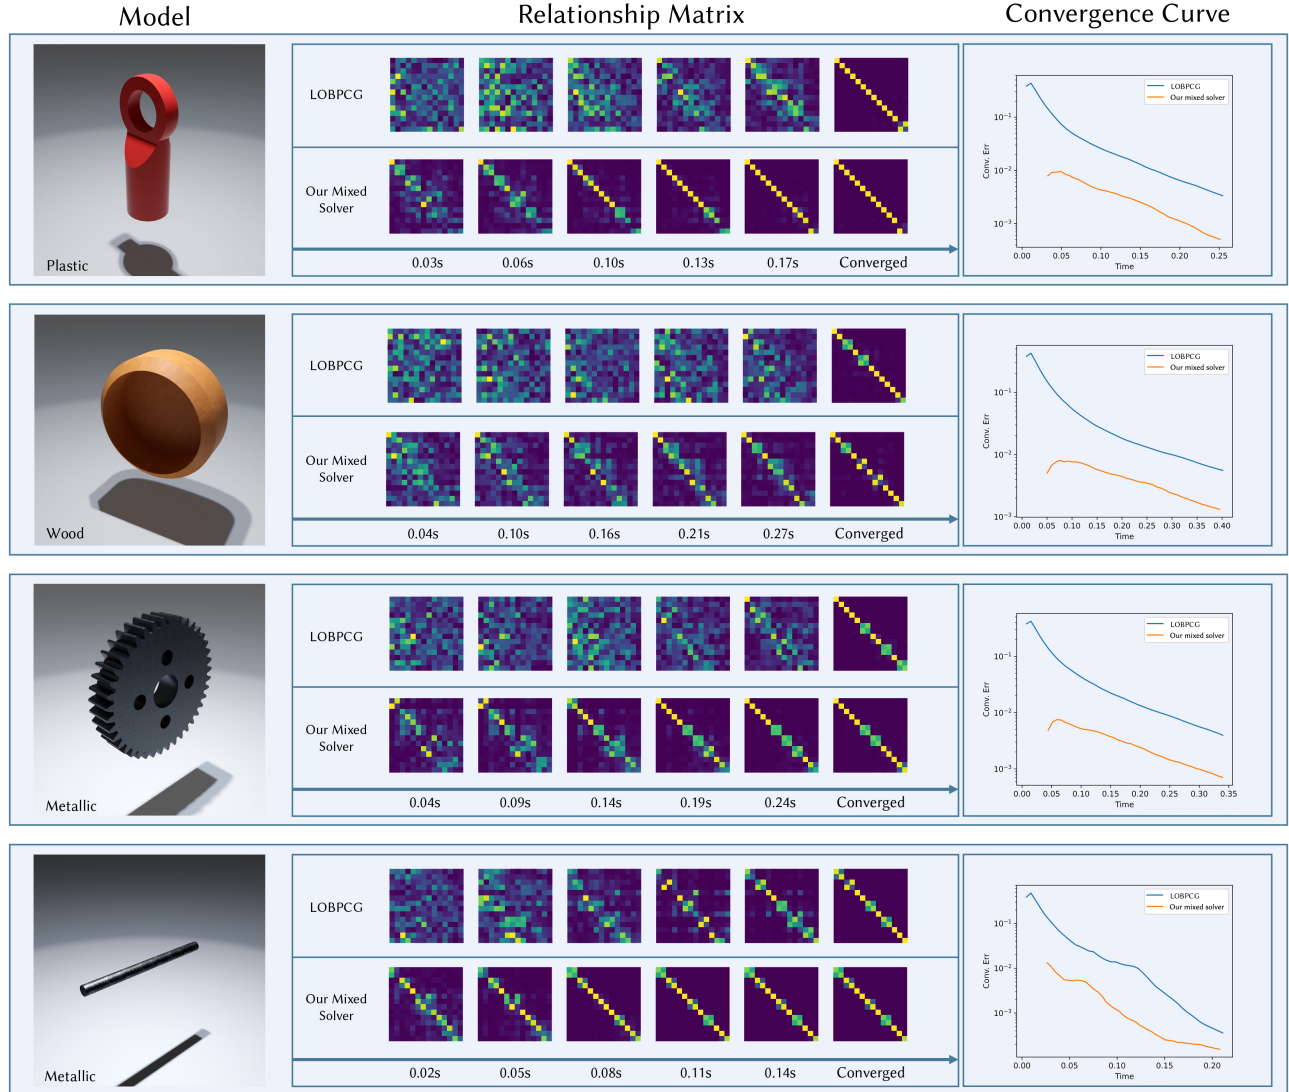 Model Relationship Matrix Convergence Curve
Plastic
LOBPCG
Our Mixed
Solver
0.03s 0.06s 0.10s 0.13s 0.17s Converged
LOBPCG
Our mixed solver
Conv. Err
10⁻¹
10⁻²
10⁻³
0.00 0.05 0.10 0.15 0.20 0.25
Time
Wood
LOBPCG
Our Mixed
Solver
0.04s 0.10s 0.16s 0.21s 0.27s Converged
LOBPCG
Our mixed solver
Conv. Err
10⁻¹
10⁻²
10⁻³
0.00 0.05 0.10 0.15 0.20 0.25 0.30 0.35 0.40
Time
Metallic
LOBPCG
Our Mixed
Solver
0.04s 0.09s 0.14s 0.19s 0.24s Converged
LOBPCG
Our mixed solver
Conv. Err
10⁻¹
10⁻²
10⁻³
0.00 0.05 0.10 0.15 0.20 0.25 0.30 0.35
Time
Metallic
LOBPCG
Our Mixed
Solver
0.02s 0.05s 0.08s 0.11s 0.14s Converged
LOBPCG
Our mixed solver
Conv. Err
10⁻¹
10⁻²
10⁻³
0.00 0.05 0.10 0.15 0.20
Time